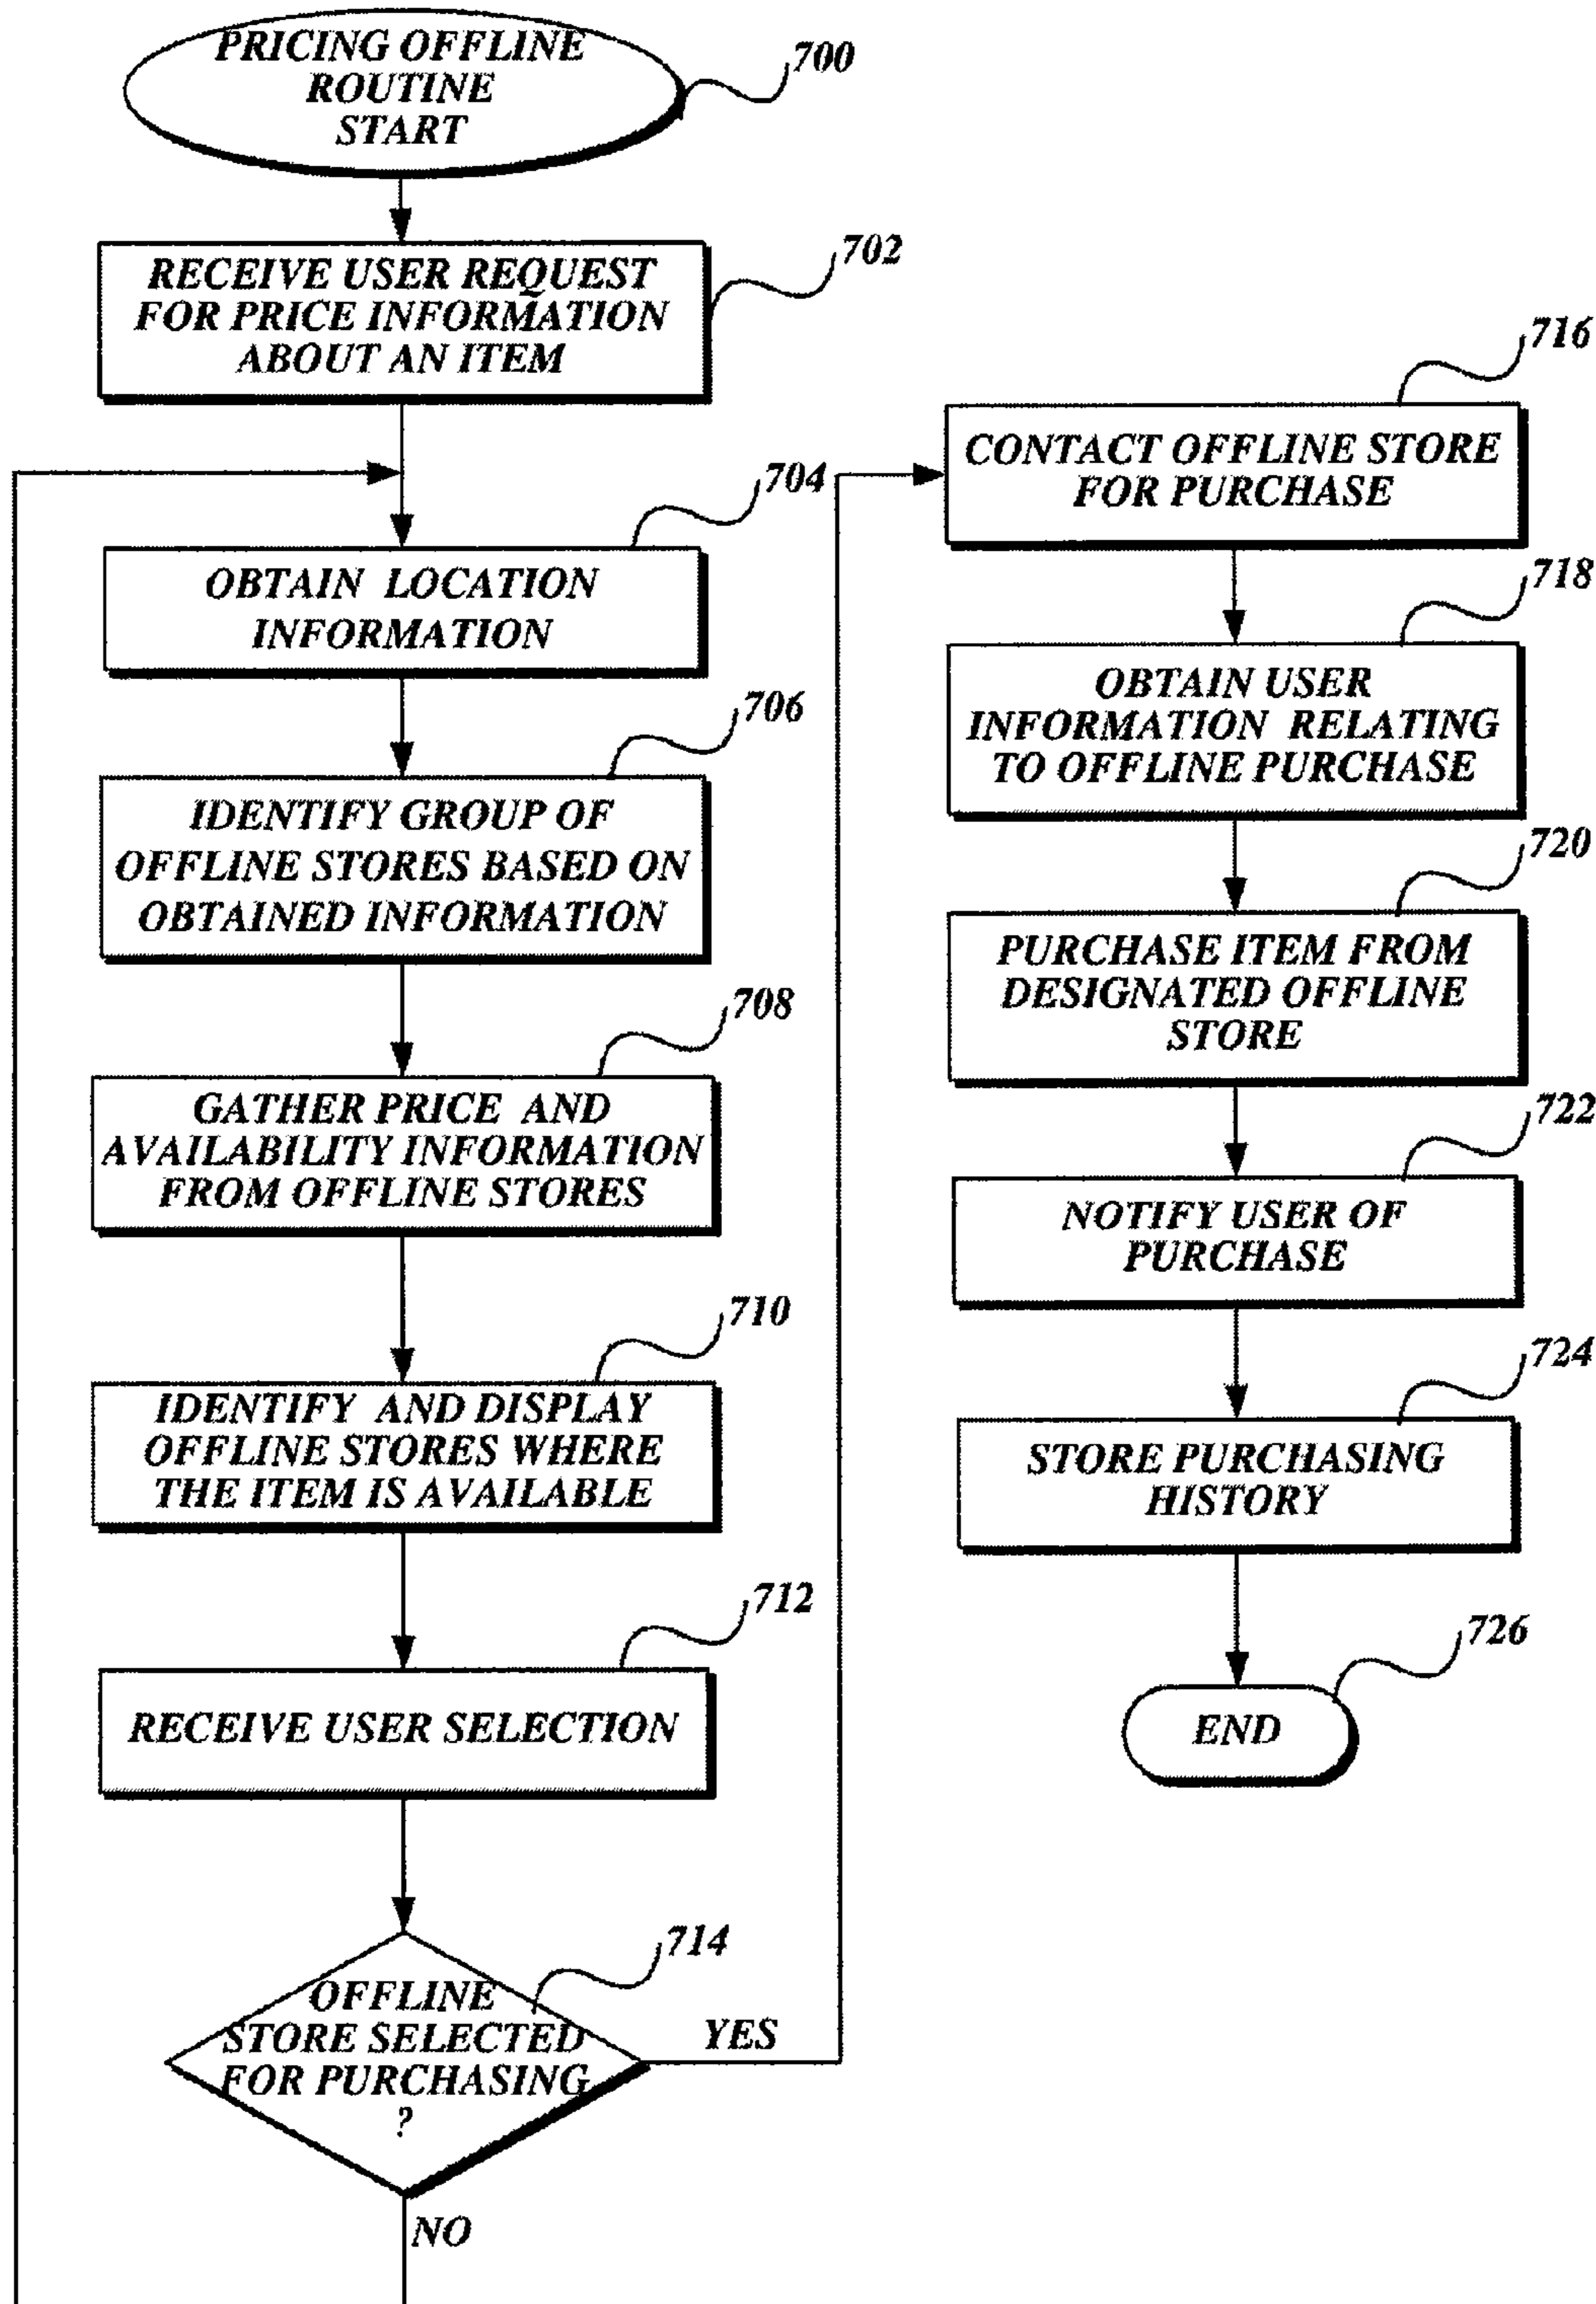 PRICING OFFLINE
ROUTINE
START
700
RECEIVE USER REQUEST
FOR PRICE INFORMATION
ABOUT AN ITEM
702
OBTAIN LOCATION
INFORMATION
704
IDENTIFY GROUP OF
OFFLINE STORES BASED ON
OBTAINED INFORMATION
706
GATHER PRICE AND
AVAILABILITY INFORMATION
FROM OFFLINE STORES
708
IDENTIFY AND DISPLAY
OFFLINE STORES WHERE
THE ITEM IS AVAILABLE
710
RECEIVE USER SELECTION
712
OFFLINE
STORE SELECTED
FOR PURCHASING
?
714
YES
NO
CONTACT OFFLINE STORE
FOR PURCHASE
716
OBTAIN USER
INFORMATION RELATING
TO OFFLINE PURCHASE
718
PURCHASE ITEM FROM
DESIGNATED OFFLINE
STORE
720
NOTIFY USER OF
PURCHASE
722
STORE PURCHASING
HISTORY
724
END
726